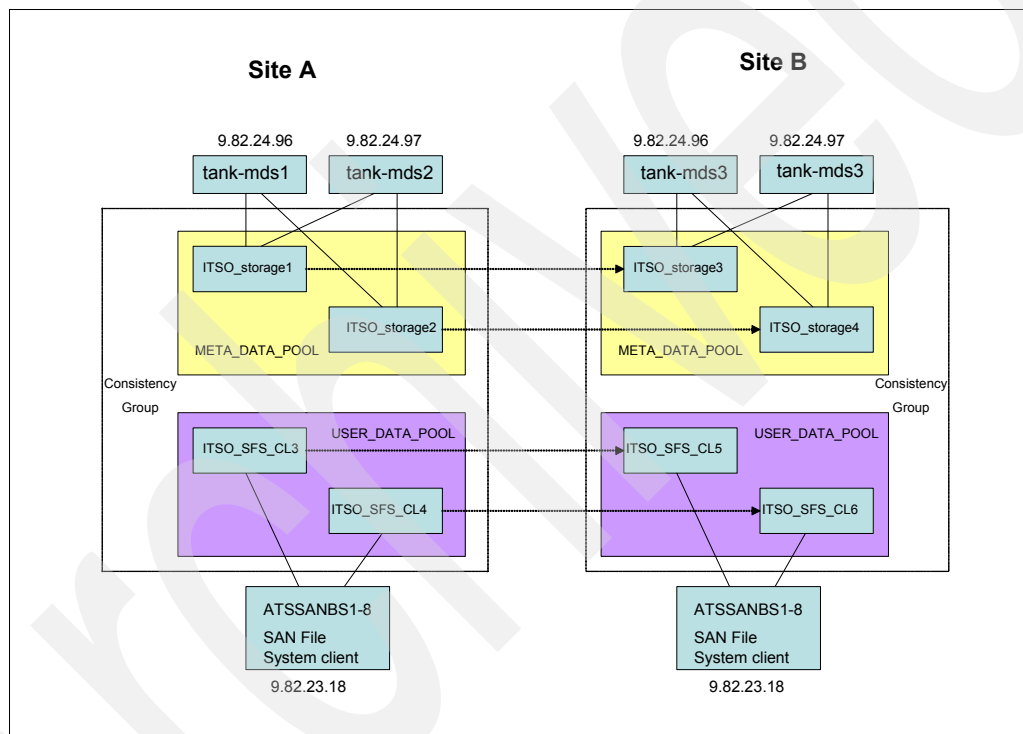 Site A
Site B
9.82.24.96
9.82.24.97
9.82.24.96
9.82.24.97
tank-mds1
tank-mds2
tank-mds3
tank-mds3
ITSO_storage1
ITSO_storage3
ITSO_storage2
ITSO_storage4
META_DATA_POOL
META_DATA_POOL
Consistency
Group
Consistency
Group
USER_DATA_POOL
USER_DATA_POOL
ITSO_SFS_CL3
ITSO_SFS_CL5
ITSO_SFS_CL4
ITSO_SFS_CL6
ATSSANBS1-8
SAN File
System client
ATSSANBS1-8
SAN File
System client
9.82.23.18
9.82.23.18